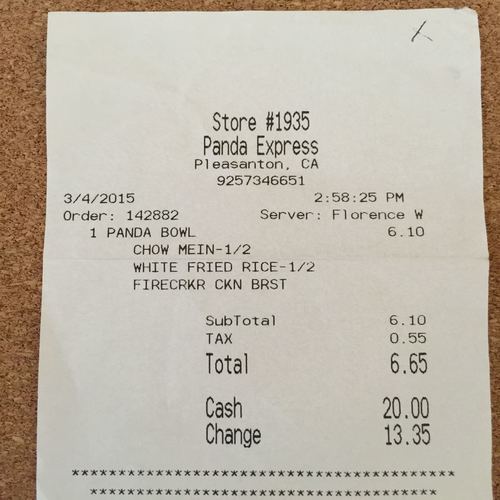 Store #1935
Panda Express
Pleasanton, CA
9257346651
3/4/2015 2:58:25 PM
Order: 142882 Server: Florence W
1 PANDA BOWL 6.10
CHOW MEIN-1/2
WHITE FRIED RICE-1/2
FIRECRKR CKN BRST
SubTotal 6.10
TAX 0.55
Total 6.65
Cash 20.00
Change 13.35
****************************************
*************************************